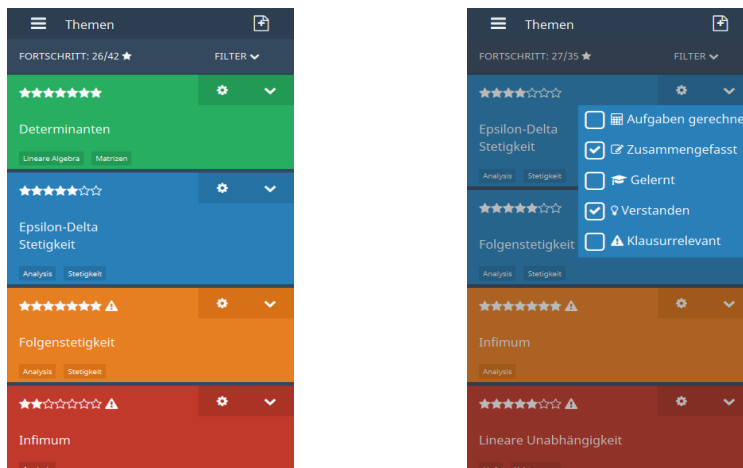 Themen
FORTSCHRITT: 26/42
FILTER
Determinanten
Lineare Algebra Matrizen
Epsilon-Delta
Stetigkeit
Analysis Stetigkeit
Folgenstetigkeit
Analysis Stetigkeit
Infimum
Themen
FORTSCHRITT: 27/35
FILTER
Aufgaben gerechne
Epsilon-Delta
Stetigkeit
Zusammengefasst
Analysis Stetigkeit
Gelernt
Verstanden
Folgenstetigkeit
Klausurrelevant
Analysis Stetigkeit
Infimum
Analysis
Lineare Unabhängigkeit